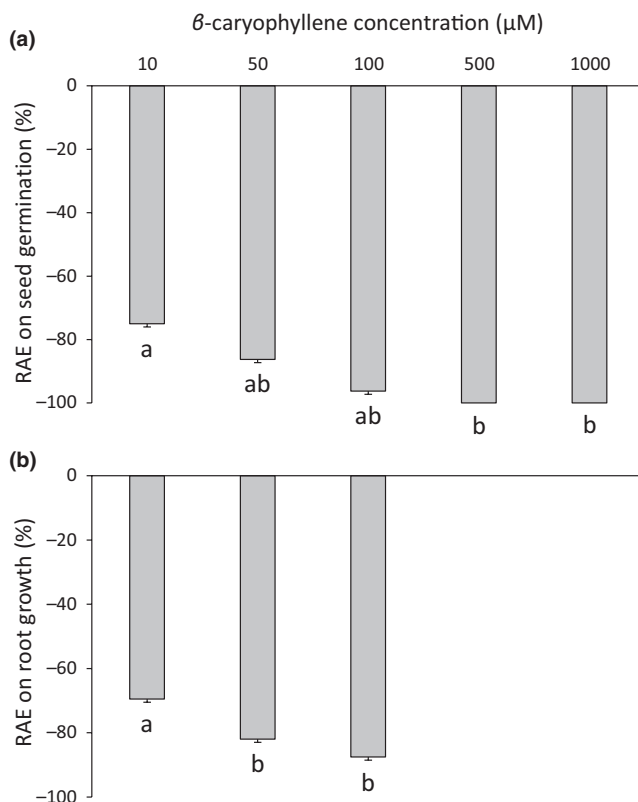 β-caryophyllene concentration (μM)
(a)
10 50 100 500 1000
RAE on seed germination (%)
0
–20
–40
–60
–80
–100
a
ab
ab
b
b
(b)
RAE on root growth (%)
0
–20
–40
–60
–80
–100
a
b
b